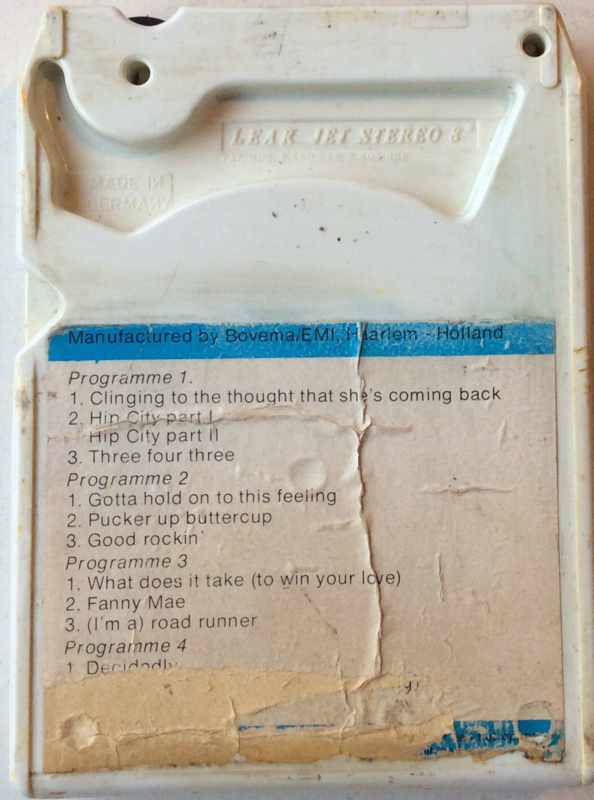 LEAR JET STEREO 8
MADE IN
GERMANY
Manufactured by Bovema/EMI, Haarlem - Holland
Programme 1.
1. Clinging to the thought that she's coming back
2. Hip City part I
Hip City part II
3. Three four three
Programme 2
1. Gotta hold on to this feeling
2. Pucker up buttercup
3. Good rockin'
Programme 3
1. What does it take (to win your love)
2. Fanny Mae
3. (I'm a) road runner
Programme 4
1 Decidedly